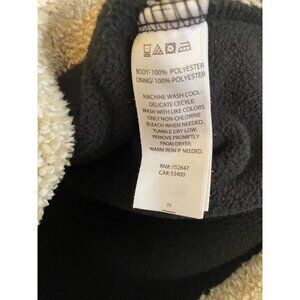 BODY:100% POLYESTER
LINING:100% POLYESTER
MACHINE WASH COOL-
DELICATE CECYLE.
WASH WITH LIKE COLORS.
ONLY NON-CHLORINE
BLEACH WHEN NEEDED.
TUMBLE DRY LOW.
REMOVE PROMPTLY
FROM DRYER.
WARM IRON IF NEEDED.
RN#:152647
CA#:53400